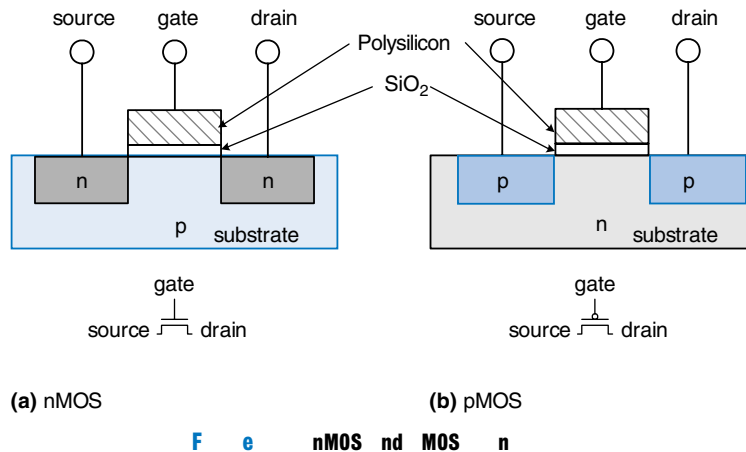 source gate drain
Polysilicon
SiO2
n n
p
substrate
gate
source drain
source gate drain
p p
n
substrate
gate
source drain
(a) nMOS
(b) pMOS
F e nMOS nd MOS n